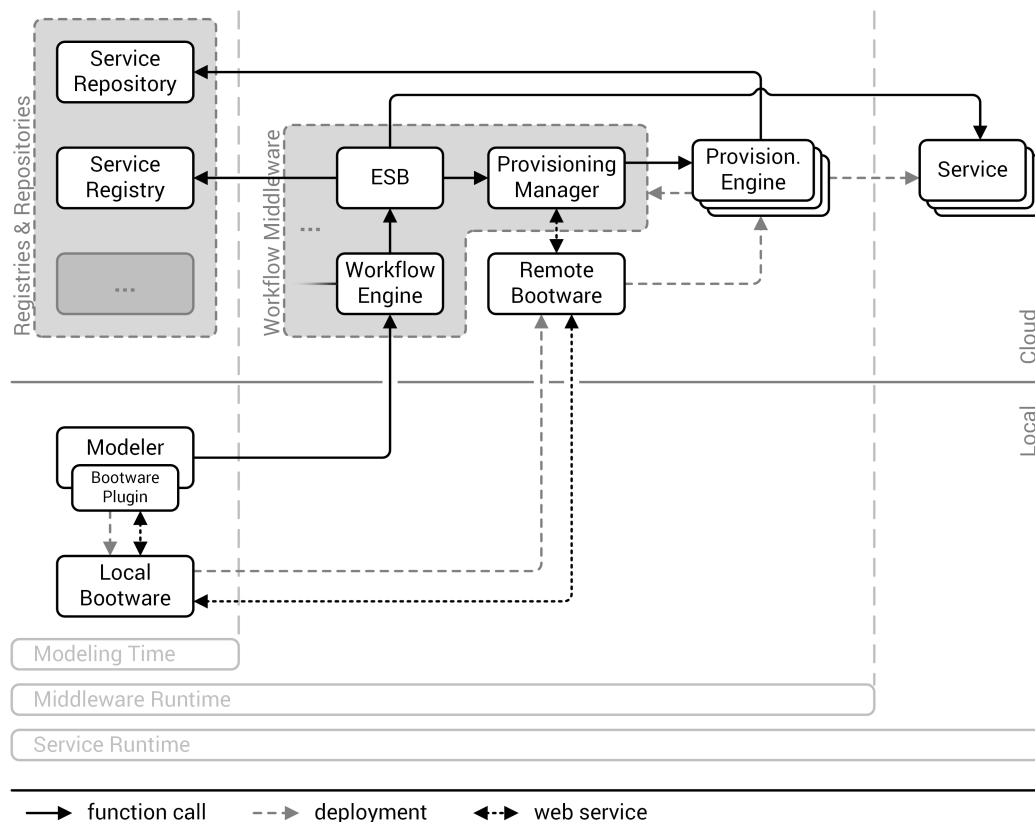 Registries & Repositories
Service
Repository
Service
Registry
...
Workflow Middleware
...
ESB
Provisioning
Manager
Provision.
Engine
Service
Workflow
Engine
Remote
Bootware
Cloud
Local
Modeler
Bootware
Plugin
Local
Bootware
Modeling Time
Middleware Runtime
Service Runtime
function call
deployment
web service